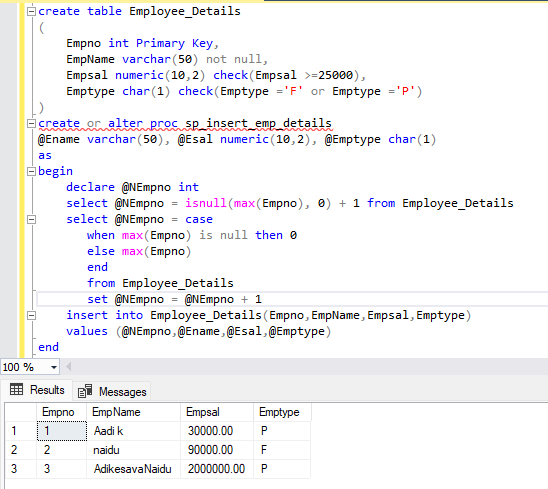 create table Employee_Details
(
Empno int Primary Key,
EmpName varchar(50) not null,
Empsal numeric(10,2) check(Empsal >=25000),
Emptype char(1) check(Emptype ='F' or Emptype ='P')
)
create or alter proc sp_insert_emp_details
@Ename varchar(50), @Esal numeric(10,2), @Emptype char(1)
as
begin
declare @NEmpno int
select @NEmpno = isnull(max(Empno), 0) + 1 from Employee_Details
select @NEmpno = case
when max(Empno) is null then 0
else max(Empno)
end
from Employee_Details
set @NEmpno = @NEmpno + 1
insert into Employee_Details(Empno,EmpName,Empsal,Emptype)
values (@NEmpno,@Ename,@Esal,@Emptype)
end
100 %
Results Messages
Empno EmpName Empsal Emptype
1 1 Aadi k 30000.00 P
2 2 naidu 90000.00 F
3 3 AdikesavaNaidu 2000000.00 P